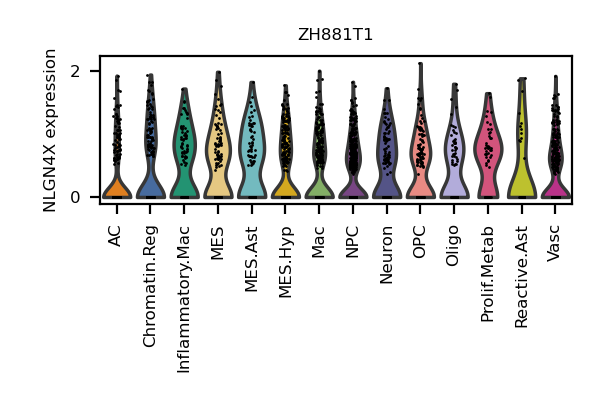 ZH881T1
NLGN4X expression
2
0
AC
Chromatin.Reg
Inflammatory.Mac
MES
MES.Ast
MES.Hyp
Mac
NPC
Neuron
OPC
Oligo
Prolif.Metab
Reactive.Ast
Vasc